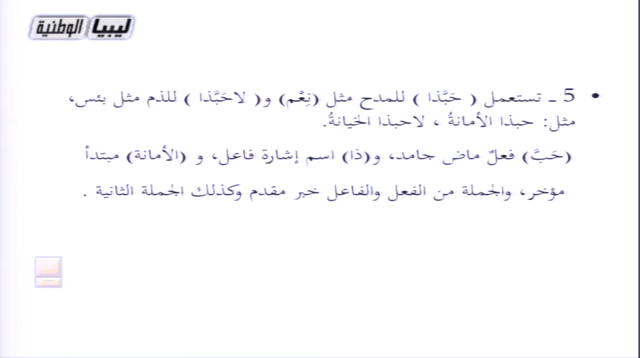 ليبيا الوطنية
• 5 ـ تستعمل ( حَبَّذا ) للمدح مثل (نِعْم) و( لاحَبَّذا ) للذم مثل بئس،
مثل: حبذا الأمانةُ ، لاحبذا الخيانةُ.
(حَبَّ) فعلٌ ماض جامد، و(ذا) اسم إشارة فاعل، و (الأمانة) مبتدأ
مؤخر، والجملة من الفعل والفاعل خبر مقدم وكذلك الجملة الثانية .